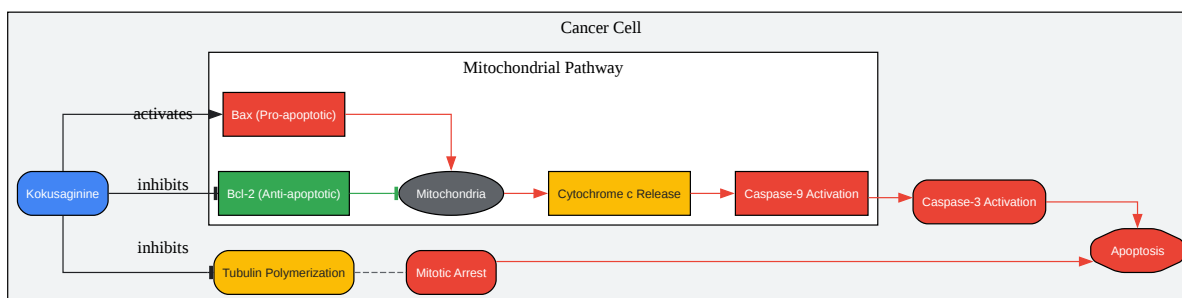 Cancer Cell
Mitochondrial Pathway
activates
Bax (Pro-apoptotic)
Kokusaginine
inhibits
Bcl-2 (Anti-apoptotic)
Mitochondria
Cytochrome c Release
Caspase-9 Activation
Caspase-3 Activation
inhibits
Tubulin Polymerization
Mitotic Arrest
Apoptosis